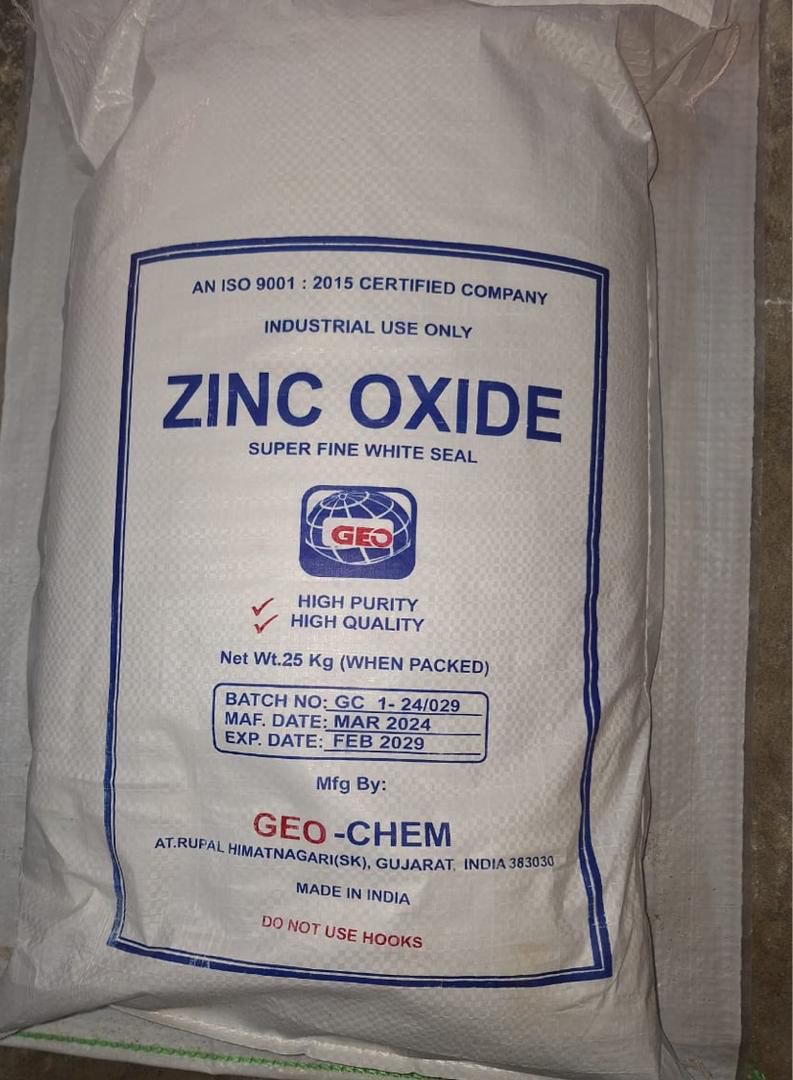 AN ISO 9001 : 2015 CERTIFIED COMPANY
INDUSTRIAL USE ONLY
ZINC OXIDE
SUPER FINE WHITE SEAL
GEO
HIGH PURITY
HIGH QUALITY
Net Wt.25 Kg (WHEN PACKED)
BATCH NO: GC 1- 24/029
MAF. DATE: MAR 2024
EXP. DATE: FEB 2029
Mfg By:
GEO -CHEM
AT.RUPAL HIMATNAGARI(SK), GUJARAT, INDIA 383030
MADE IN INDIA
DO NOT USE HOOKS